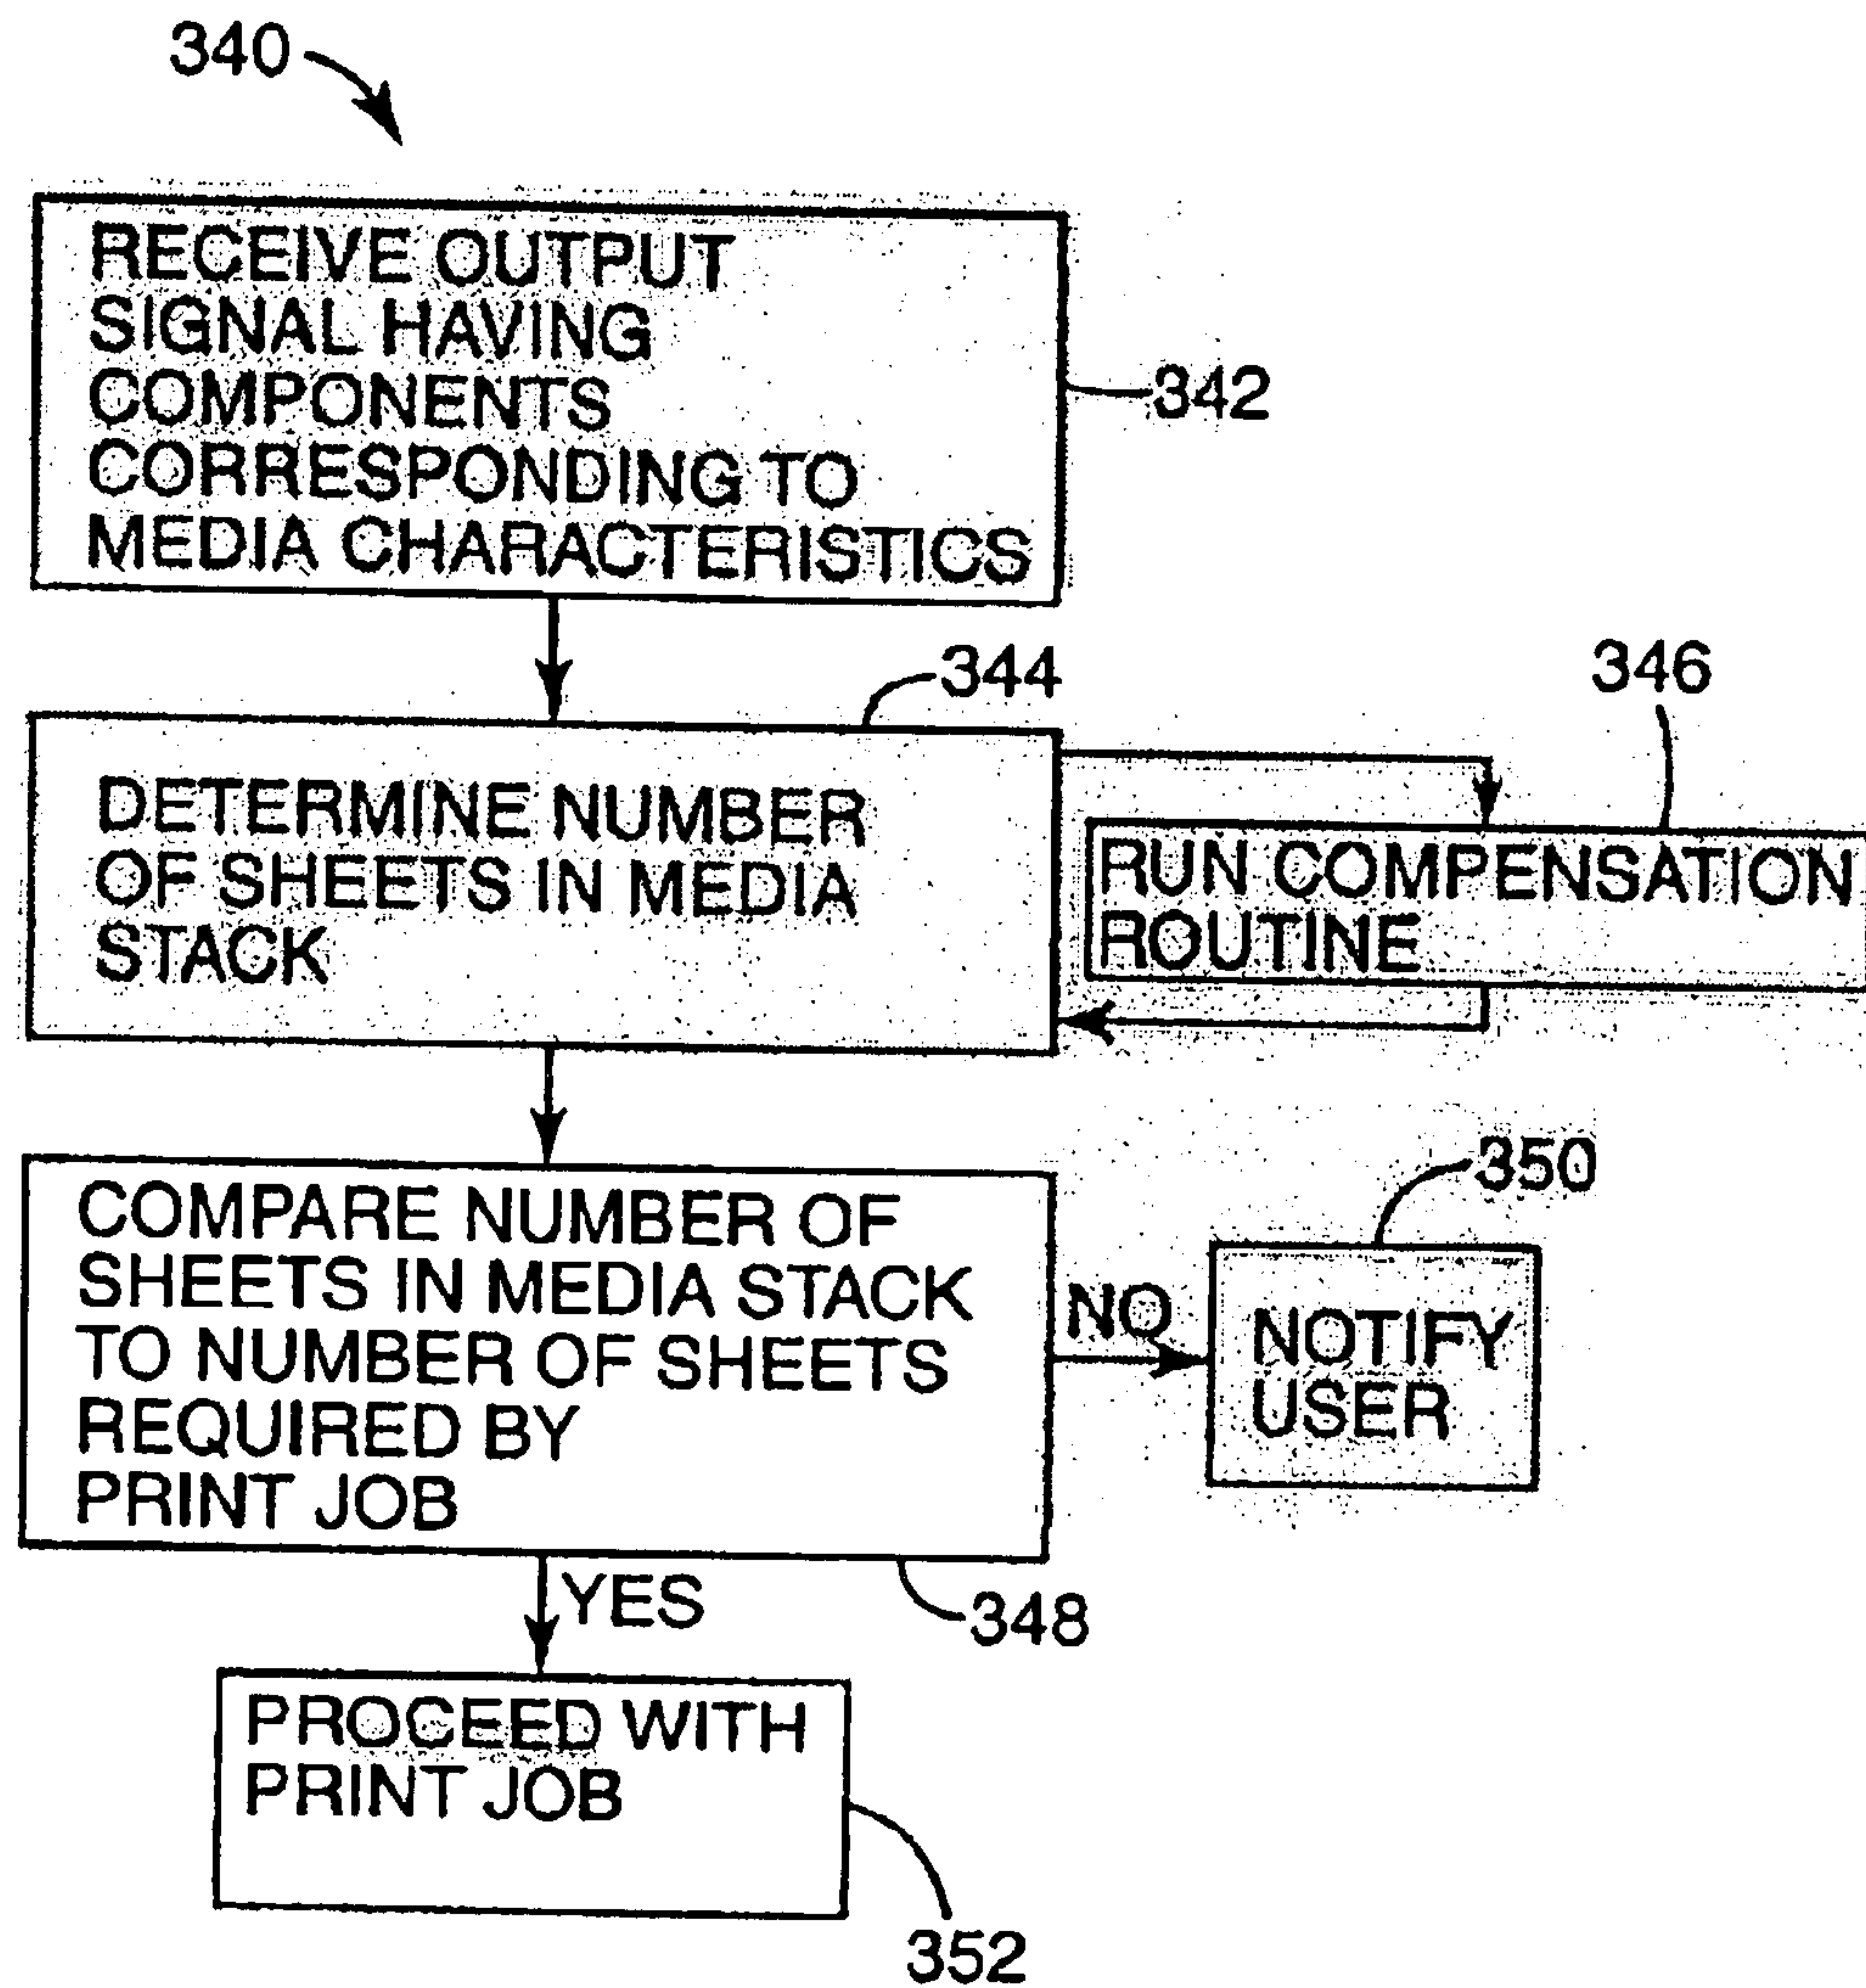 340
RECEIVE OUTPUT
SIGNAL HAVING
COMPONENTS
CORRESPONDING TO
MEDIA CHARACTERISTICS
342
344
DETERMINE NUMBER
OF SHEETS IN MEDIA
STACK
346
RUN COMPENSATION
ROUTINE
COMPARE NUMBER OF
SHEETS IN MEDIA STACK
TO NUMBER OF SHEETS
REQUIRED BY
PRINT JOB
348
NO
350
NOTIFY
USER
YES
PROCEED WITH
PRINT JOB
352